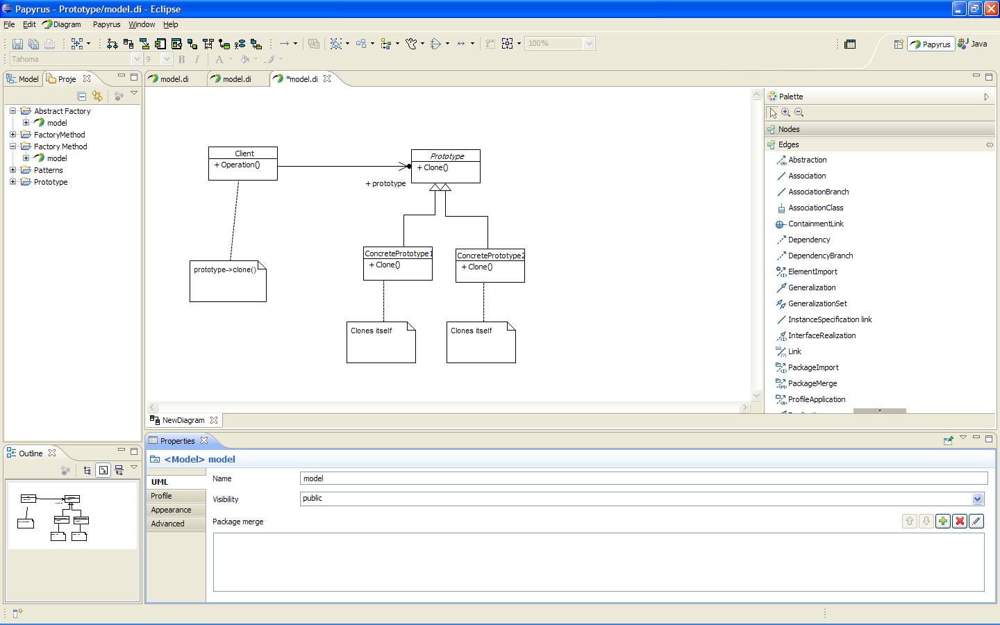 Papyrus - Prototype/model.di - Eclipse
File Edit Diagram Papyrus Window Help
100%
Papyrus Java
Tahoma 9 B I A
Model Proje
model.di model.di *model.di
Abstract Factory
model
FactoryMethod
Factory Method
model
Patterns
Prototype
Client
+ Operation()
Prototype
+ Clone()
+ prototype
ConcretePrototype1
+ Clone()
ConcretePrototype2
+ Clone()
prototype->clone()
Clones itself
Clones itself
Palette
Nodes
Edges
Abstraction
Association
AssociationBranch
AssociationClass
ContainmentLink
Dependency
DependencyBranch
ElementImport
Generalization
GeneralizationSet
InstanceSpecification link
InterfaceRealization
Link
PackageImport
PackageMerge
ProfileApplication
NewDiagram
Outline
Properties
<Model> model
UML
Profile
Appearance
Advanced
Name model
Visibility public
Package merge